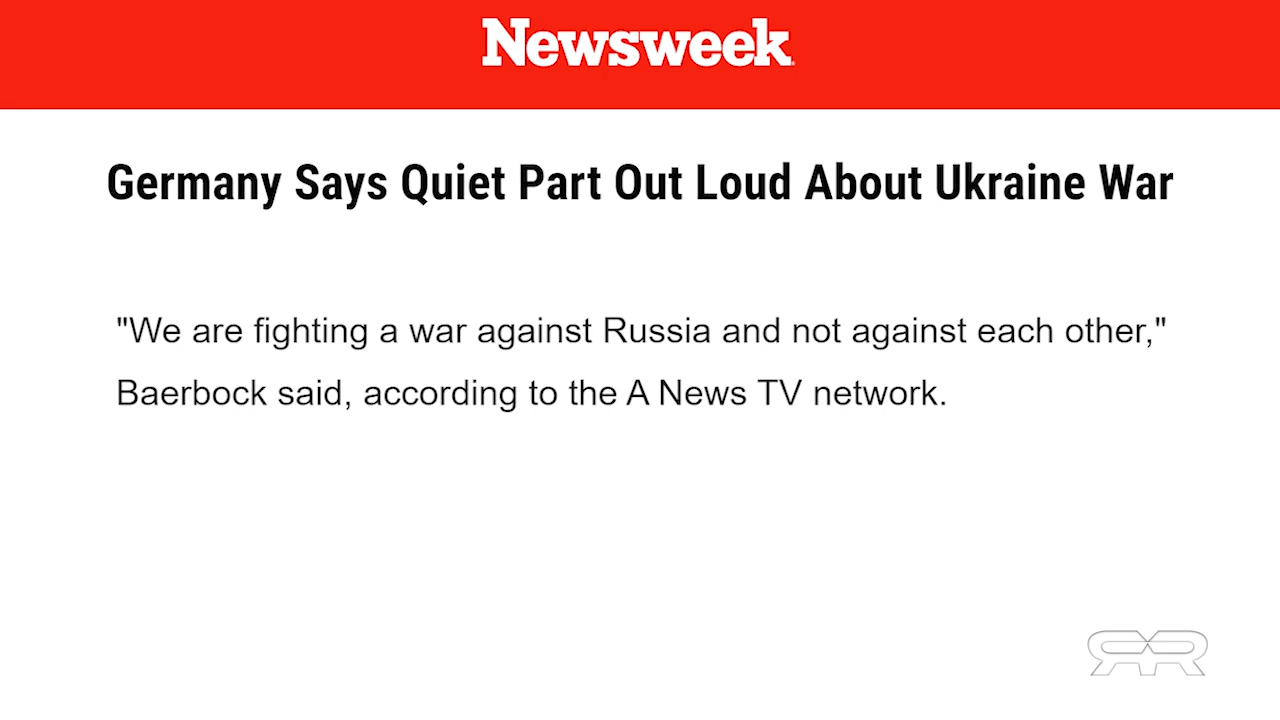 Newsweek
Germany Says Quiet Part Out Loud About Ukraine War
"We are fighting a war against Russia and not against each other,"
Baerbock said, according to the A News TV network.
RR